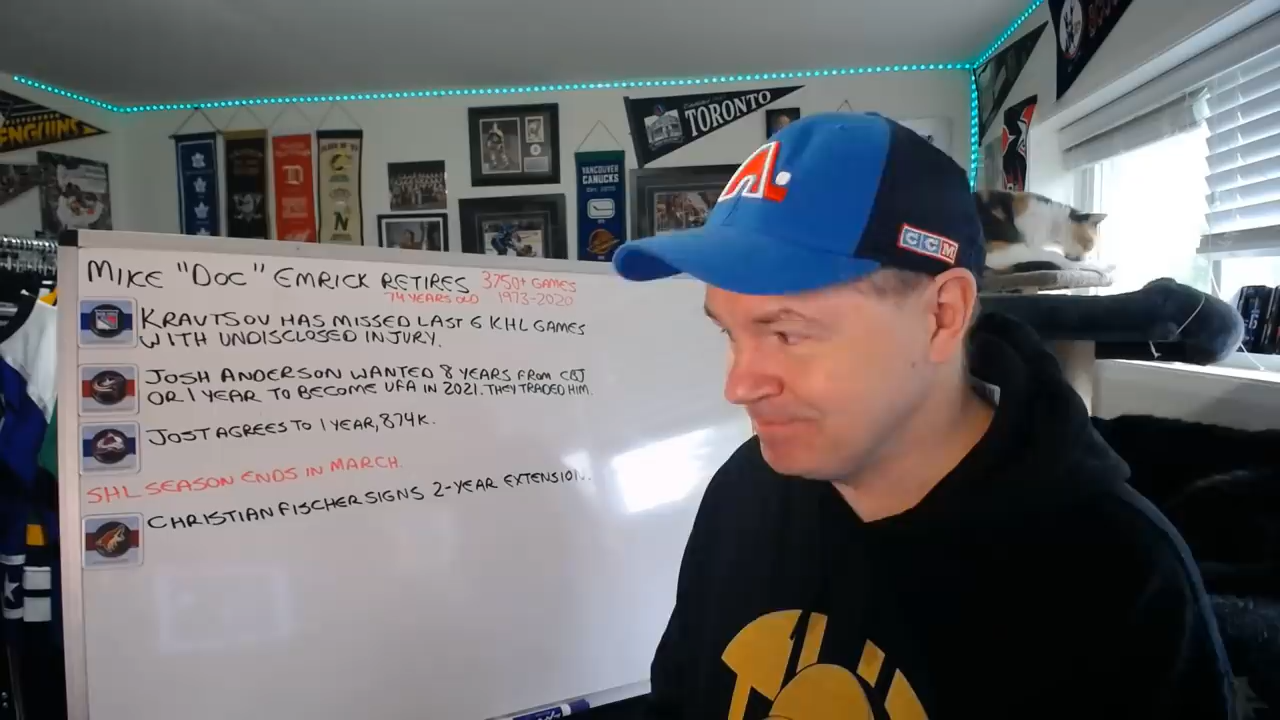 PENGUINS
TORONTO
VANCOUVER
CANUCKS
CCM
MIKE "DOC" EMRICK RETIRES 3750+ GAMES
74 YEARS OLD 1973-2020
KRAVTSOV HAS MISSED LAST 6 KHL GAMES
WITH UNDISCLOSED INJURY.
JOSH ANDERSON WANTED 8 YEARS FROM CBJ
OR 1 YEAR TO BECOME UFA IN 2021. THEY TRADED HIM.
JOST AGREES TO 1 YEAR, 874K.
SHL SEASON ENDS IN MARCH.
CHRISTIAN FISCHER SIGNS 2-YEAR EXTENSION.